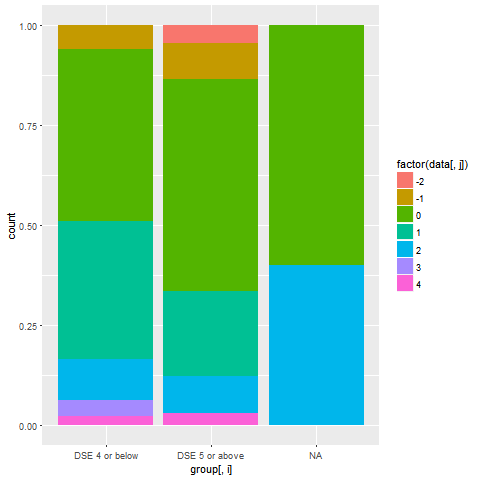 1.00
0.75
0.50
0.25
0.00
count
DSE 4 or below
DSE 5 or above
NA
group[, i]
factor(data[, j])
-2
-1
0
1
2
3
4